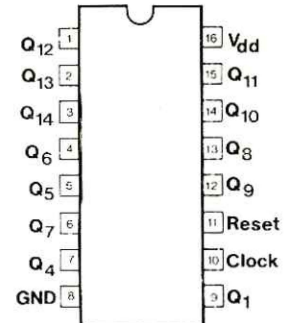 Q12 1 16 Vdd
Q13 2 15 Q11
Q14 3 14 Q10
Q6 4 13 Q8
Q5 5 12 Q9
Q7 6 11 Reset
Q4 7 10 Clock
GND 8 9 Q1